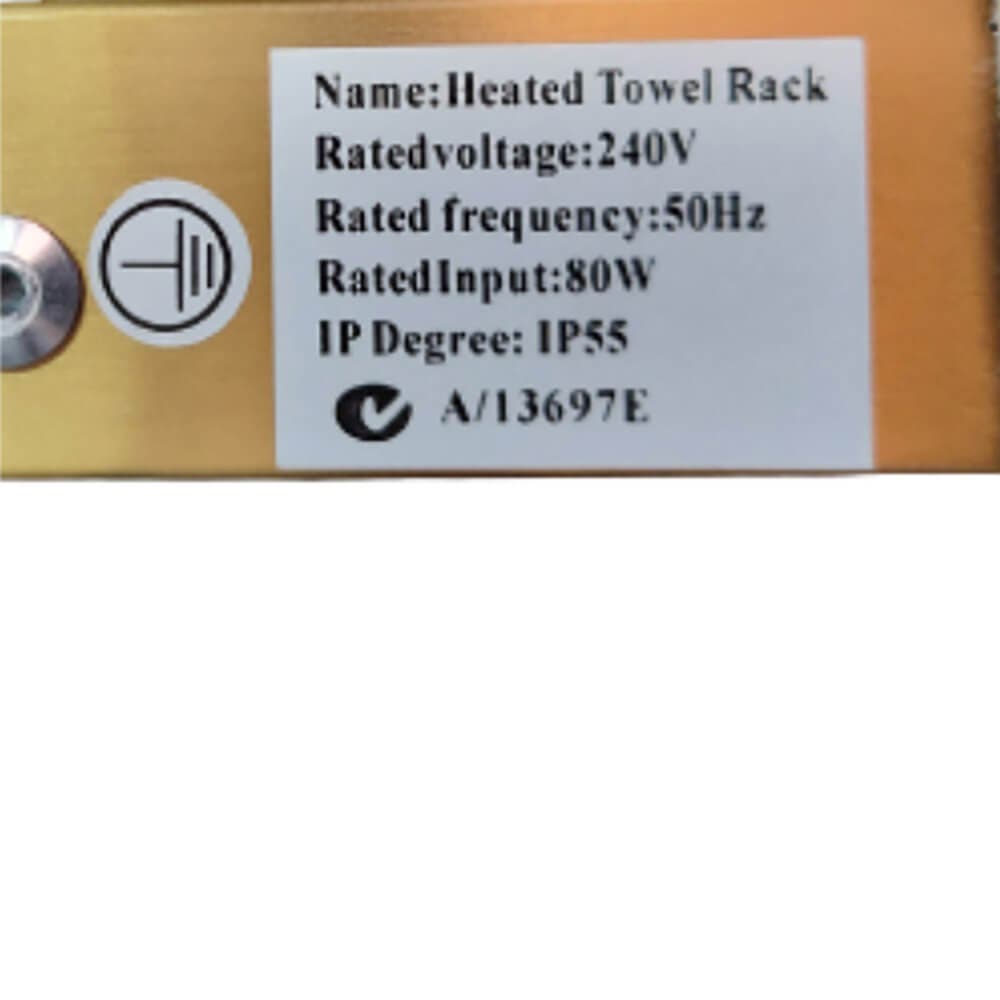 Name:Heated Towel Rack
Ratedvoltage:240V
Rated frequency:50Hz
RatedInput:80W
IP Degree: IP55
A/13697E